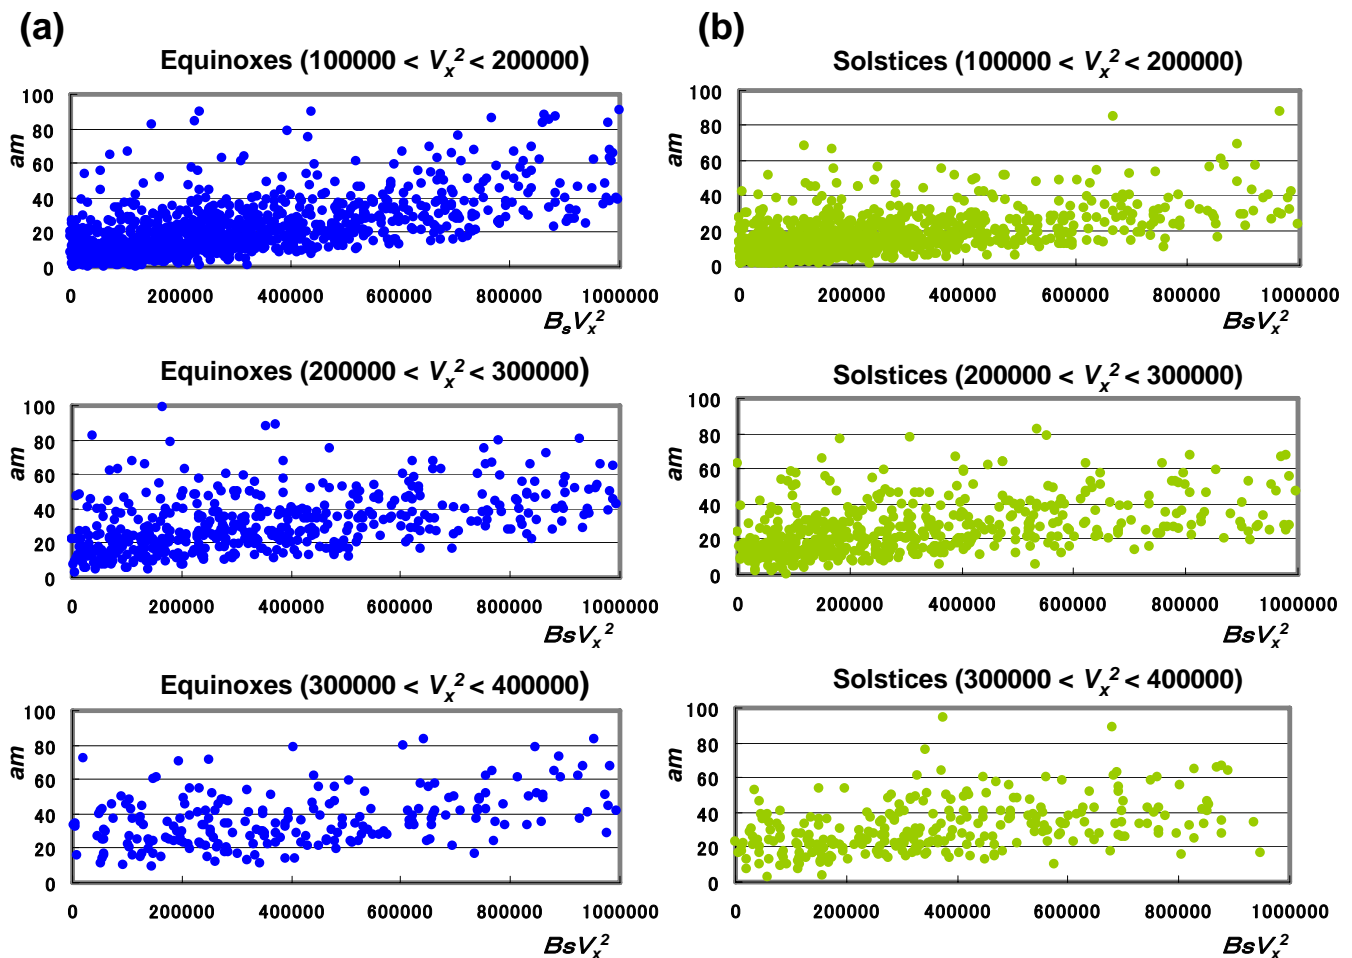 (a)
Equinoxes (100000 < Vx² < 200000)
am
100
80
60
40
20
0
0 200000 400000 600000 800000 1000000
BsVx²
Equinoxes (200000 < Vx² < 300000)
am
100
80
60
40
20
0
0 200000 400000 600000 800000 1000000
BsVx²
Equinoxes (300000 < Vx² < 400000)
am
100
80
60
40
20
0
0 200000 400000 600000 800000 1000000
BsVx²
(b)
Solstices (100000 < Vx² < 200000)
am
100
80
60
40
20
0
0 200000 400000 600000 800000 1000000
BsVx²
Solstices (200000 < Vx² < 300000)
am
100
80
60
40
20
0
0 200000 400000 600000 800000 1000000
BsVx²
Solstices (300000 < Vx² < 400000)
am
100
80
60
40
20
0
0 200000 400000 600000 800000 1000000
BsVx²